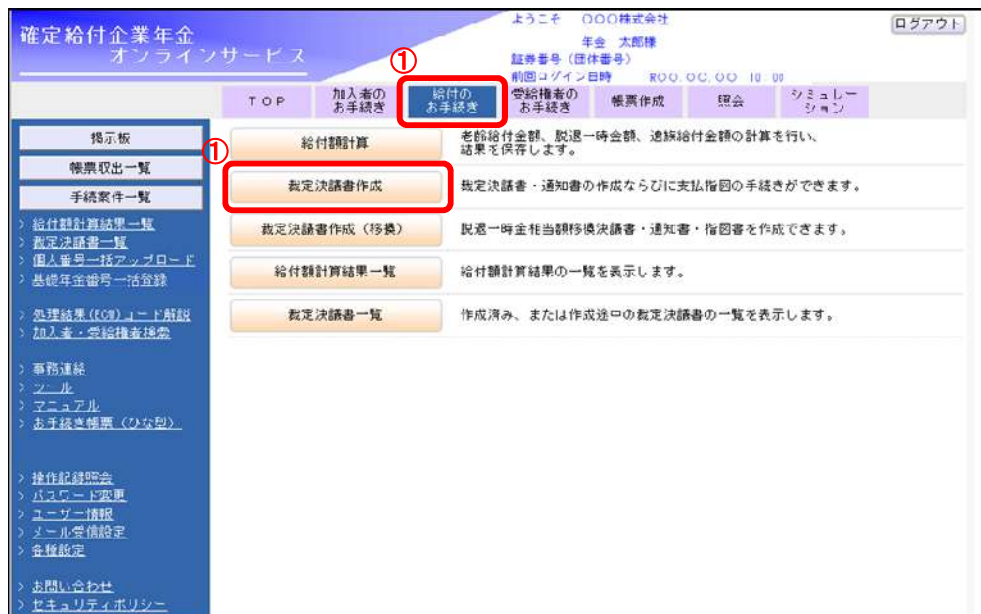 確定給付企業年金
オンラインサービス
ようこそ 〇〇〇株式会社
年金 太郎様
証券番号（団体番号）
前回ログイン日時 R〇〇.〇〇.〇〇 10:00
ログアウト
①
TOP
加入者の
お手続き
給付の
お手続き
受給権者の
お手続き
帳票作成
照会
シミュレー
ション
掲示板
帳票取出一覧
手続案件一覧
> 給付額計算結果一覧
> 裁定決議書一覧
> 個人番号一括アップロード
> 基礎年金番号一括登録
> 加入者・受給権者検索
> 事務連絡
> ツール
> マニュアル
> お手続き帳票（ひな型）
> 操作記録照会
> パスワード変更
> ユーザー情報
> メール受信設定
> 各種設定
> お問い合わせ
> セキュリティポリシー
①
給付額計算
老齢給付金額、脱退一時金額、遺族給付金額の計算を行い、
結果を保存します。
裁定決議書作成
裁定決議書・通知書の作成ならびに支払指図の手続きができます。
裁定決議書作成（移換）
脱退一時金相当額移換決議書・通知書・指図書を作成できます。
給付額計算結果一覧
給付額計算結果の一覧を表示します。
裁定決議書一覧
作成済み、または作成途中の裁定決議書の一覧を表示します。